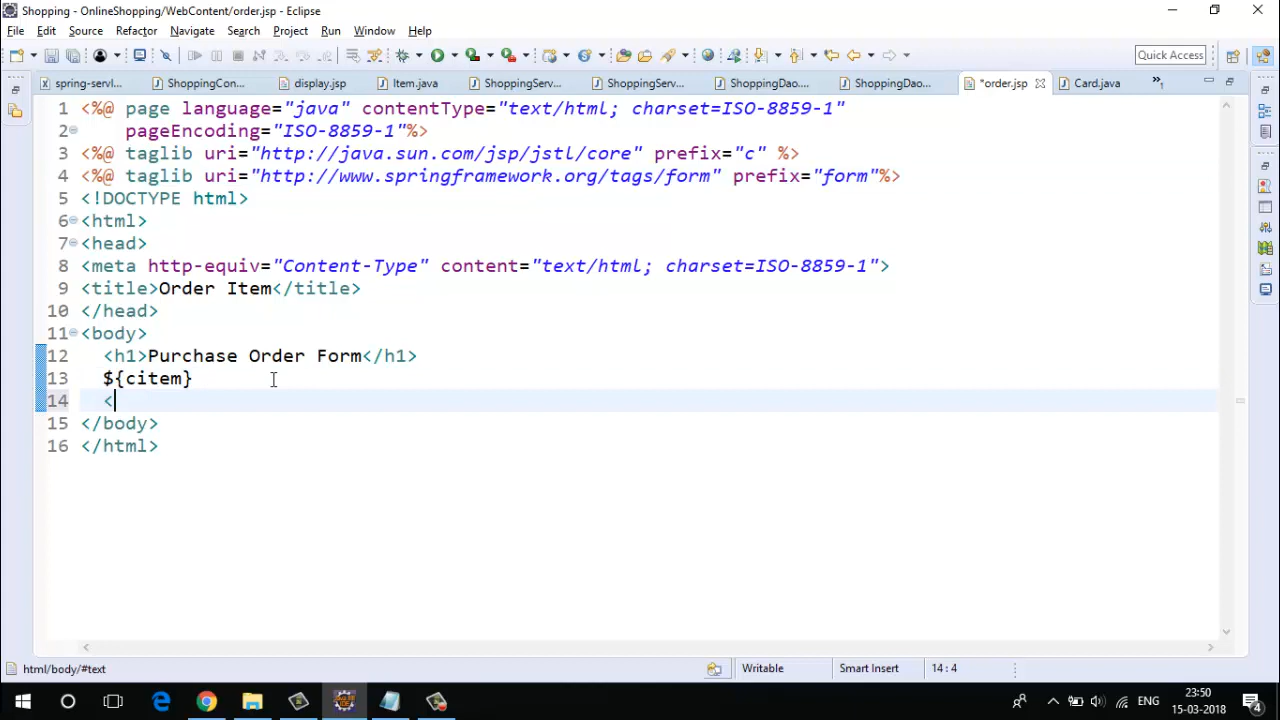 Shopping - OnlineShopping/WebContent/order.jsp - Eclipse
File Edit Source Refactor Navigate Search Project Run Window Help
Quick Access
spring-servl... ShoppingCon... display.jsp Item.java ShoppingServ... ShoppingServ... ShoppingDao... ShoppingDao... *order.jsp Card.java »1
1 <%@ page language="java" contentType="text/html; charset=ISO-8859-1"
2 pageEncoding="ISO-8859-1"%>
3 <%@ taglib uri="http://java.sun.com/jsp/jstl/core" prefix="c" %>
4 <%@ taglib uri="http://www.springframework.org/tags/form" prefix="form"%>
5 <!DOCTYPE html>
6 <html>
7 <head>
8 <meta http-equiv="Content-Type" content="text/html; charset=ISO-8859-1">
9 <title>Order Item</title>
10 </head>
11 <body>
12 <h1>Purchase Order Form</h1>
13 ${citem}
14 <
15 </body>
16 </html>
html/body/#text Writable Smart Insert 14 : 4
ENG 23:50
15-03-2018 4